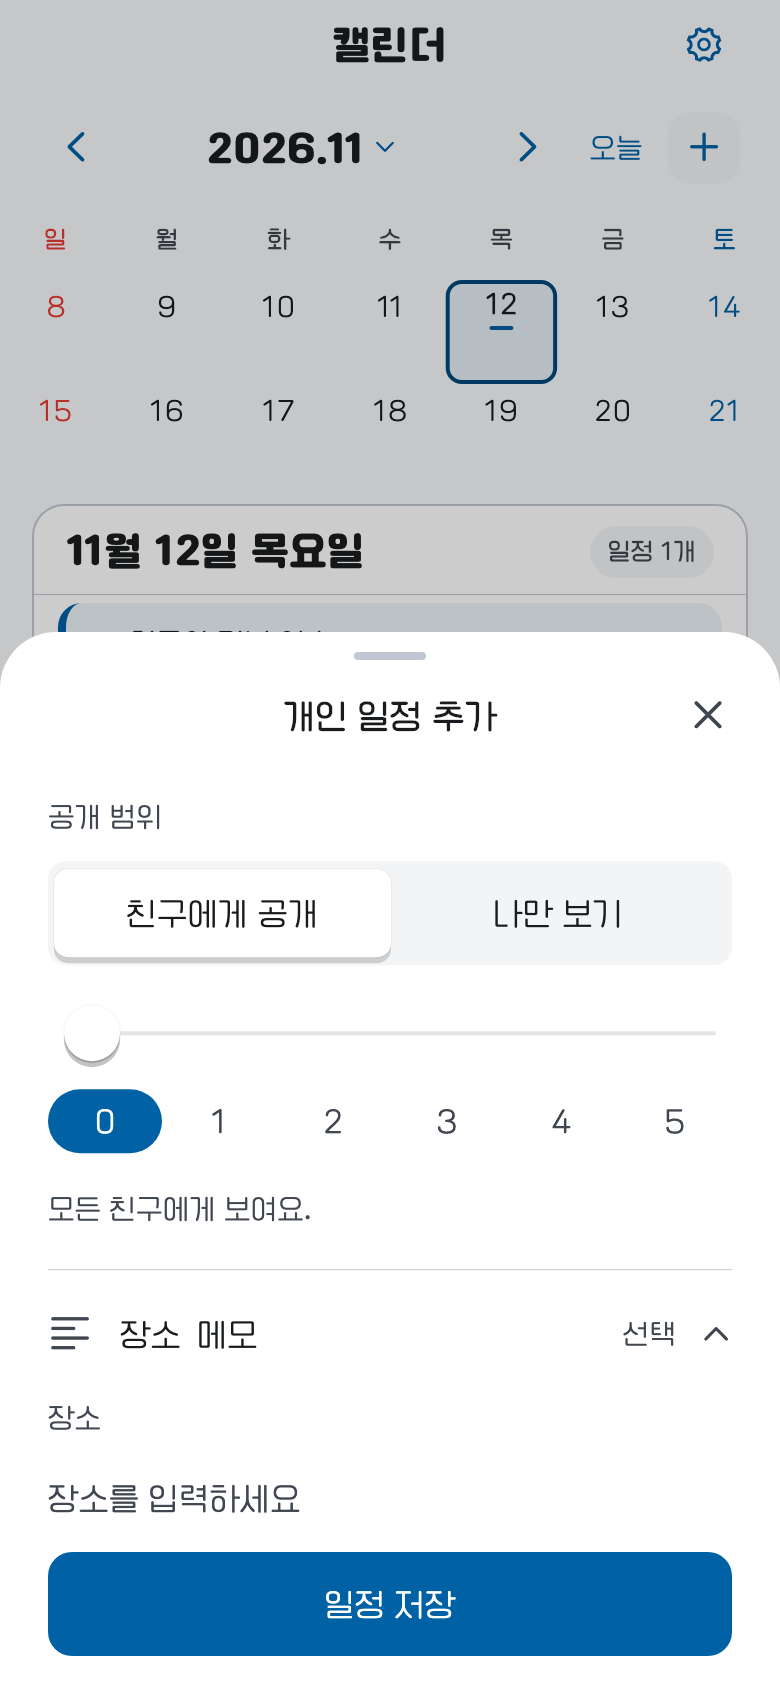 캘린더
2026.11
오늘
일 월 화 수 목 금 토
8 9 10 11 12 13 14
15 16 17 18 19 20 21
11월 12일 목요일
일정 1개
개인 일정 추가
공개 범위
친구에게 공개
나만 보기
0 1 2 3 4 5
모든 친구에게 보여요.
장소 메모
선택
장소
장소를 입력하세요
일정 저장